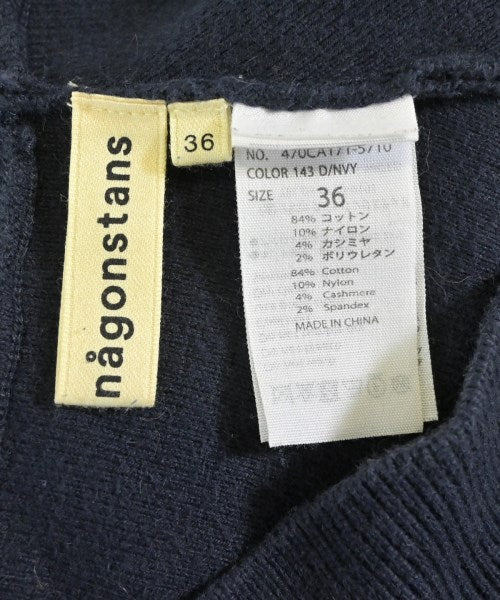 någonstans
36
NO. 470CA171-5710
COLOR 143 D/NVY
SIZE 36
84% コットン
10% ナイロン
4% カシミヤ
2% ポリウレタン
84% Cotton
10% Nylon
4% Cashmere
2% Spandex
MADE IN CHINA